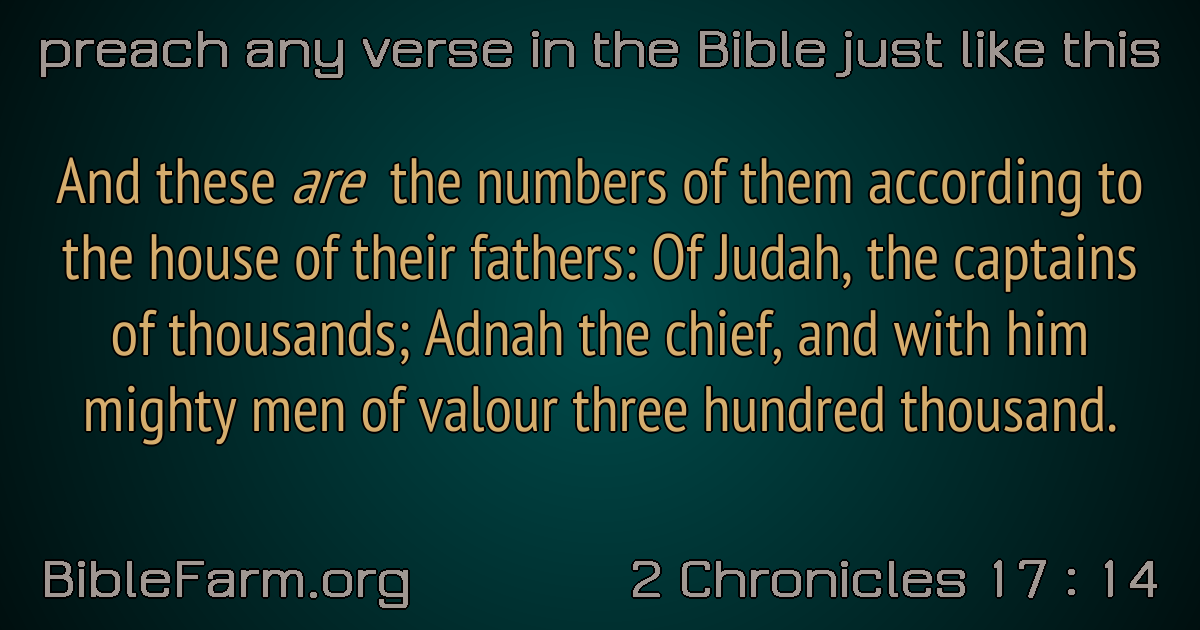 preach any verse in the Bible just like this
And these are the numbers of them according to
the house of their fathers: Of Judah, the captains
of thousands; Adnah the chief, and with him
mighty men of valour three hundred thousand.
BibleFarm.org
2 Chronicles 17 : 14